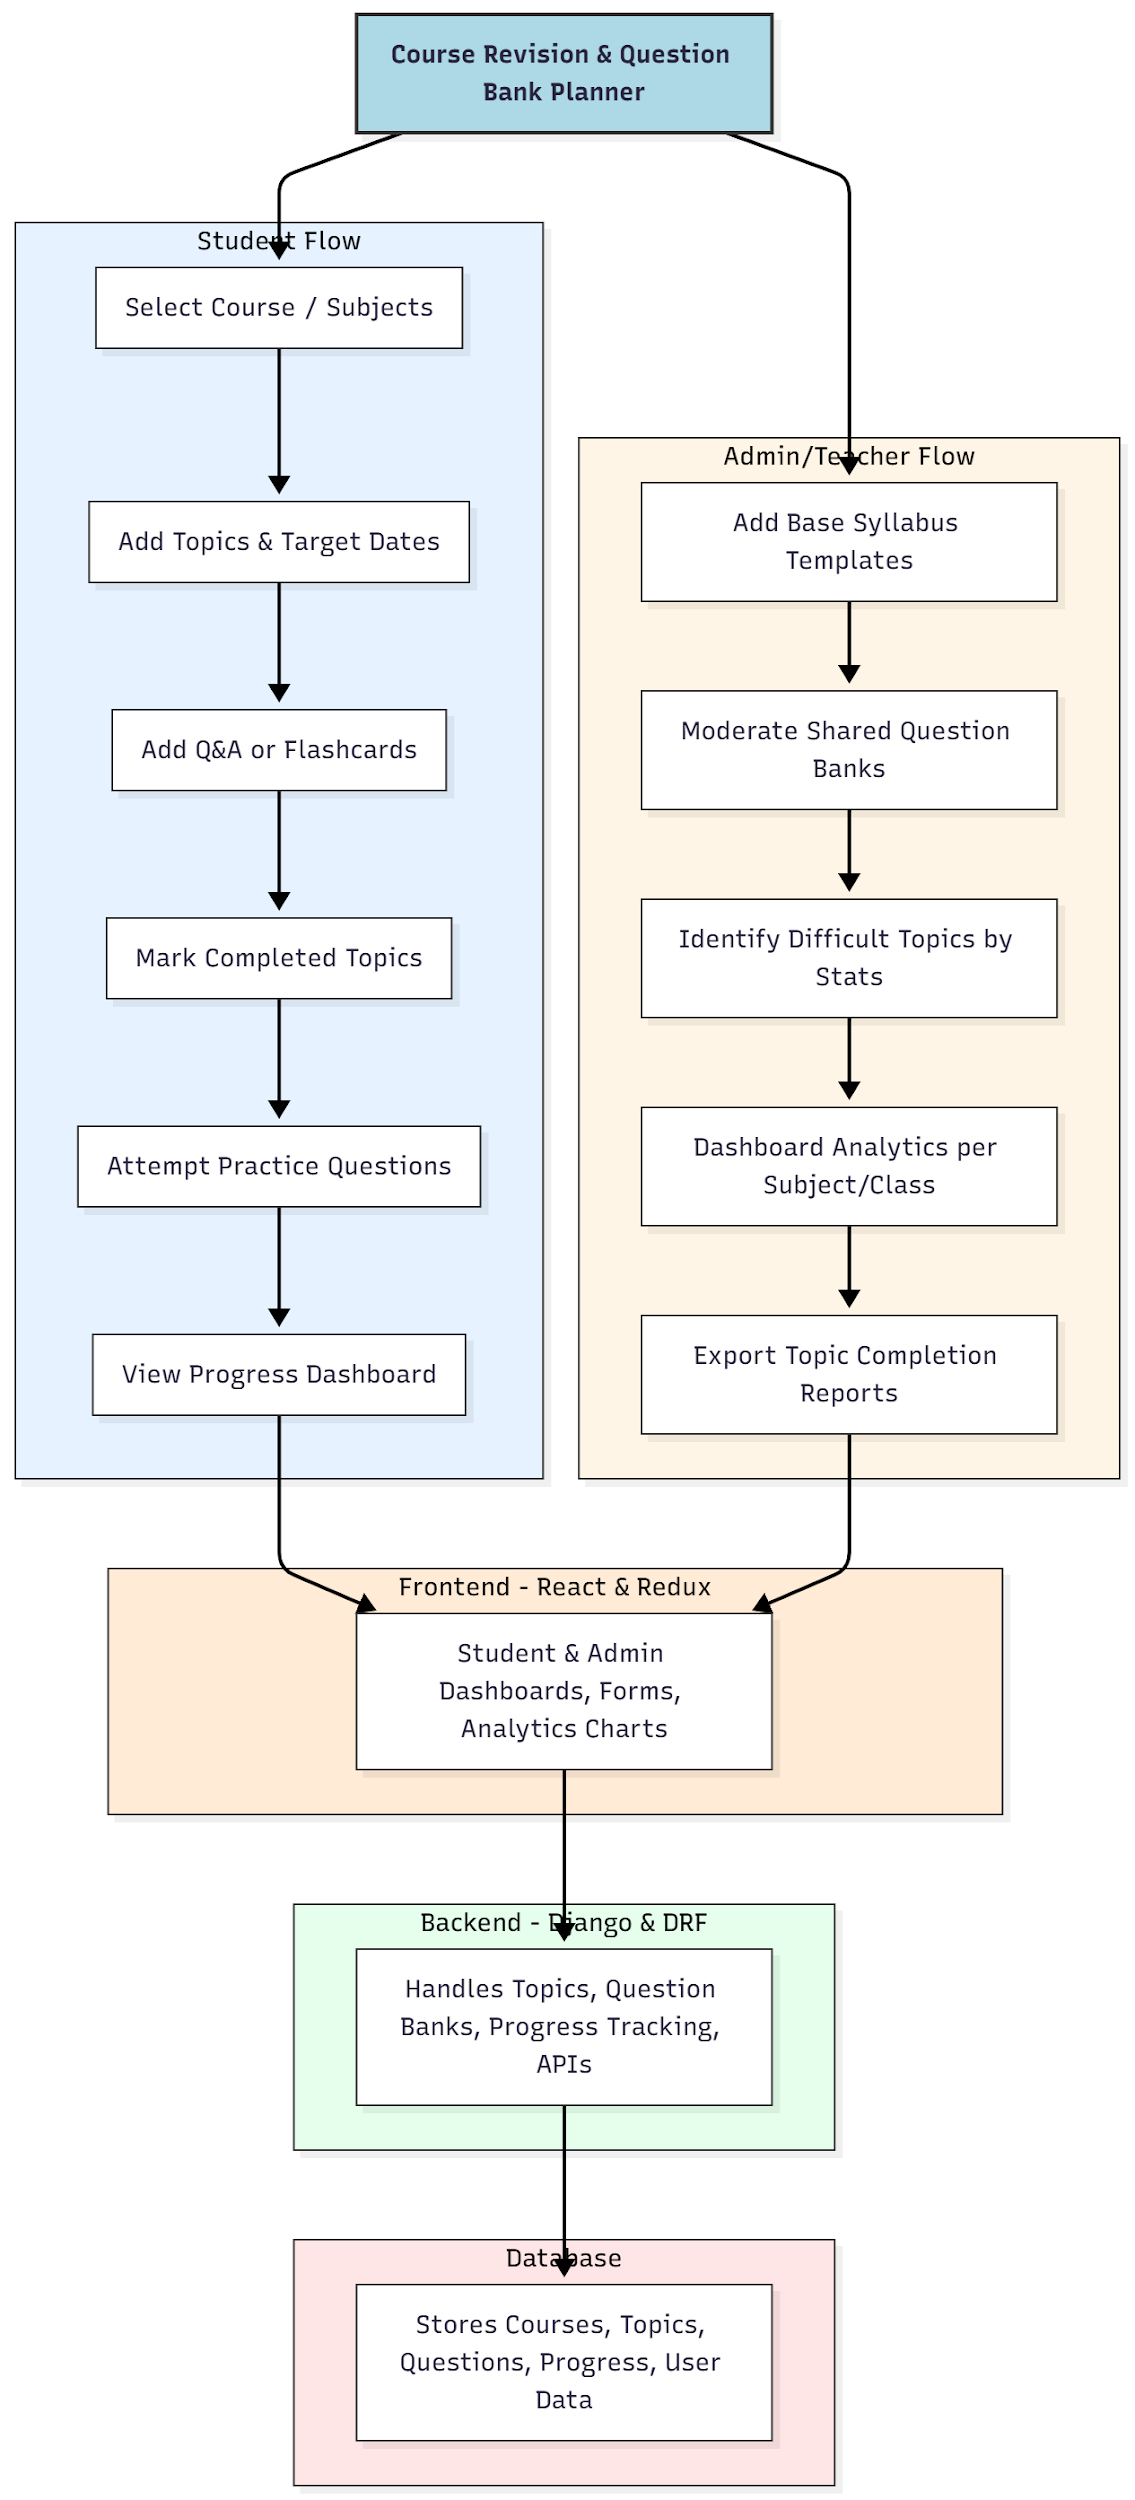 Course Revision & Question
Bank Planner
Student Flow
Select Course / Subjects
Add Topics & Target Dates
Add Q&A or Flashcards
Mark Completed Topics
Attempt Practice Questions
View Progress Dashboard
Admin/Teacher Flow
Add Base Syllabus
Templates
Moderate Shared Question
Banks
Identify Difficult Topics by
Stats
Dashboard Analytics per
Subject/Class
Export Topic Completion
Reports
Frontend - React & Redux
Student & Admin
Dashboards, Forms,
Analytics Charts
Backend - Django & DRF
Handles Topics, Question
Banks, Progress Tracking,
APIs
Database
Stores Courses, Topics,
Questions, Progress, User
Data